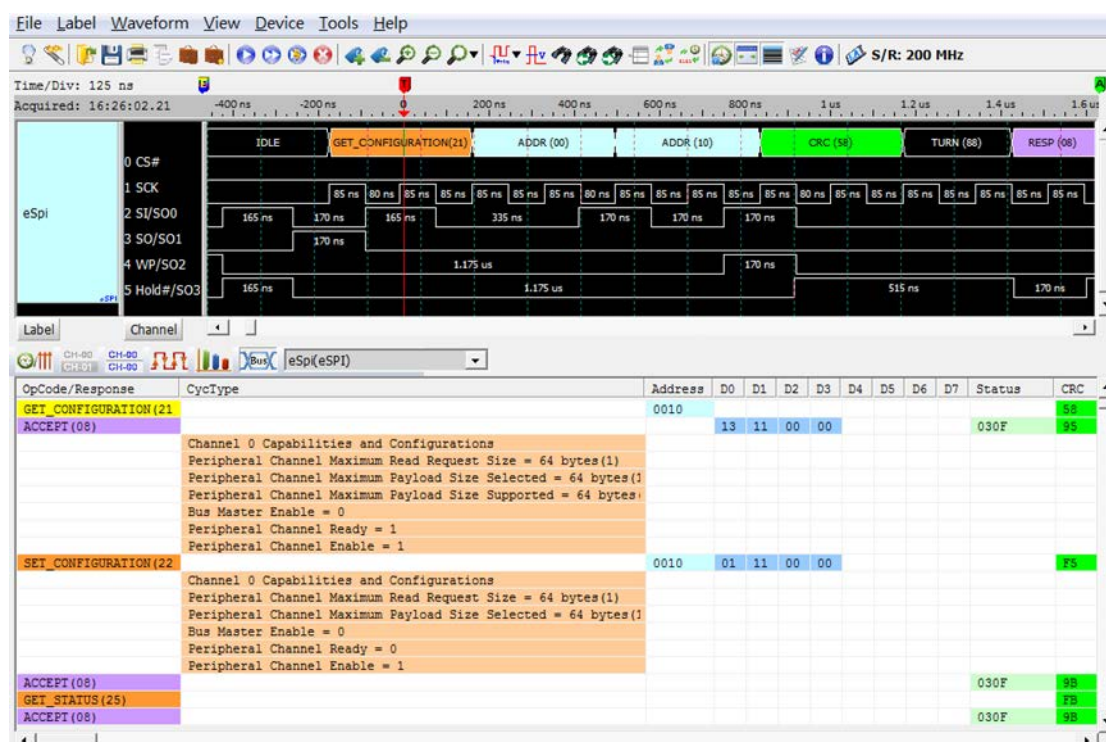 File Label Waveform View Device Tools Help
S/R: 200 MHz
Time/Div: 125 ns
Acquired: 16:26:02.21 -400 ns -200 ns 0 200 ns 400 ns 600 ns 800 ns 1 us 1.2 us 1.4 us 1.6 us
IDLE GET_CONFIGURATION(21) ADDR (00) ADDR (10) CRC (58) TURN (88) RESP (08)
0 CS#
1 SCK 85 ns 80 ns 85 ns 85 ns 85 ns 85 ns 85 ns 80 ns 85 ns 85 ns 85 ns 85 ns 85 ns 80 ns 85 ns 85 ns 85 ns 85 ns 85 ns 85 ns 85 ns
eSpi 2 SI/SO0 165 ns 170 ns 165 ns 335 ns 170 ns 170 ns 170 ns
3 SO/SO1 170 ns
4 WP/SO2 1.175 us 170 ns
eSPI 5 Hold#/SO3 165 ns 1.175 us 515 ns 170 ns
Label Channel
CH-00 CH-00 Bus eSpi(eSPI)
CH-01 CH-00
OpCode/Response CycType Address D0 D1 D2 D3 D4 D5 D6 D7 Status CRC
GET_CONFIGURATION(21 0010 58
ACCEPT(08) 13 11 00 00 030F 95
Channel 0 Capabilities and Configurations
Peripheral Channel Maximum Read Request Size = 64 bytes(1)
Peripheral Channel Maximum Payload Size Selected = 64 bytes(1
Peripheral Channel Maximum Payload Size Supported = 64 bytes(
Bus Master Enable = 0
Peripheral Channel Ready = 1
Peripheral Channel Enable = 1
SET_CONFIGURATION(22 0010 01 11 00 00 F5
Channel 0 Capabilities and Configurations
Peripheral Channel Maximum Read Request Size = 64 bytes(1)
Peripheral Channel Maximum Payload Size Selected = 64 bytes(1
Bus Master Enable = 0
Peripheral Channel Ready = 0
Peripheral Channel Enable = 1
ACCEPT(08) 030F 9B
GET_STATUS(25) FB
ACCEPT(08) 030F 9B